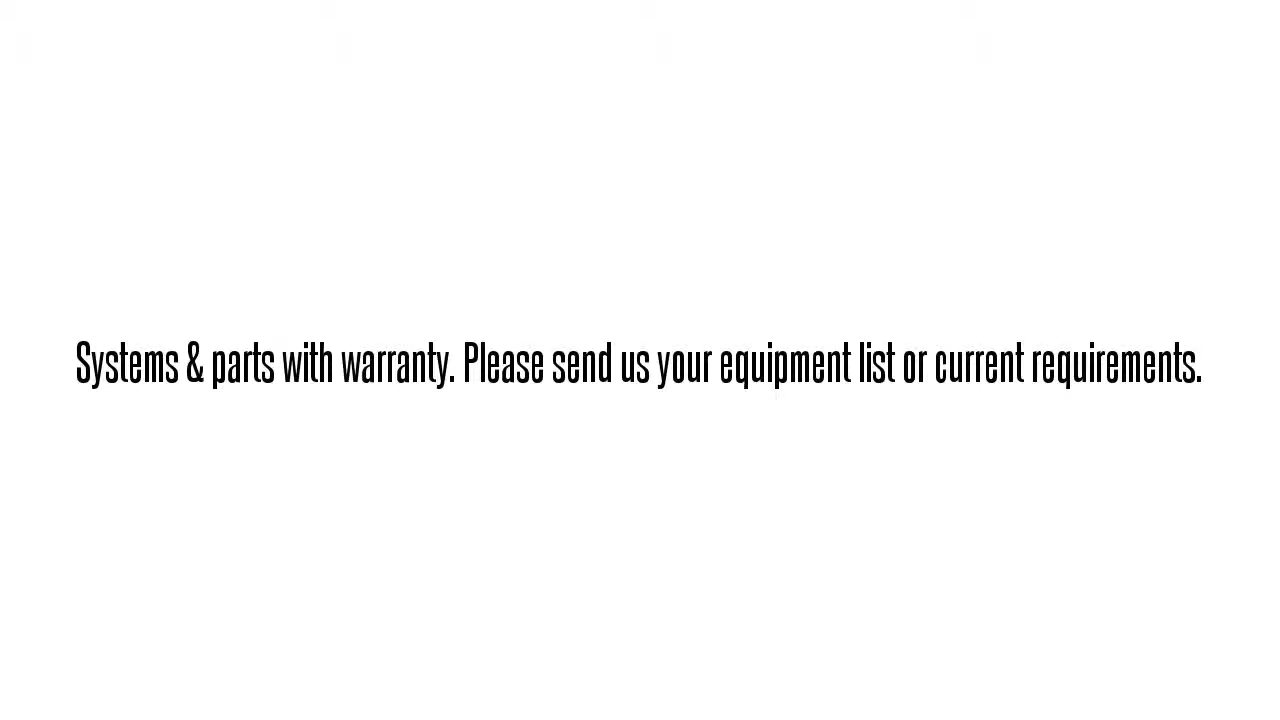 Systems & parts with warranty. Please send us your equipment list or current requirements.